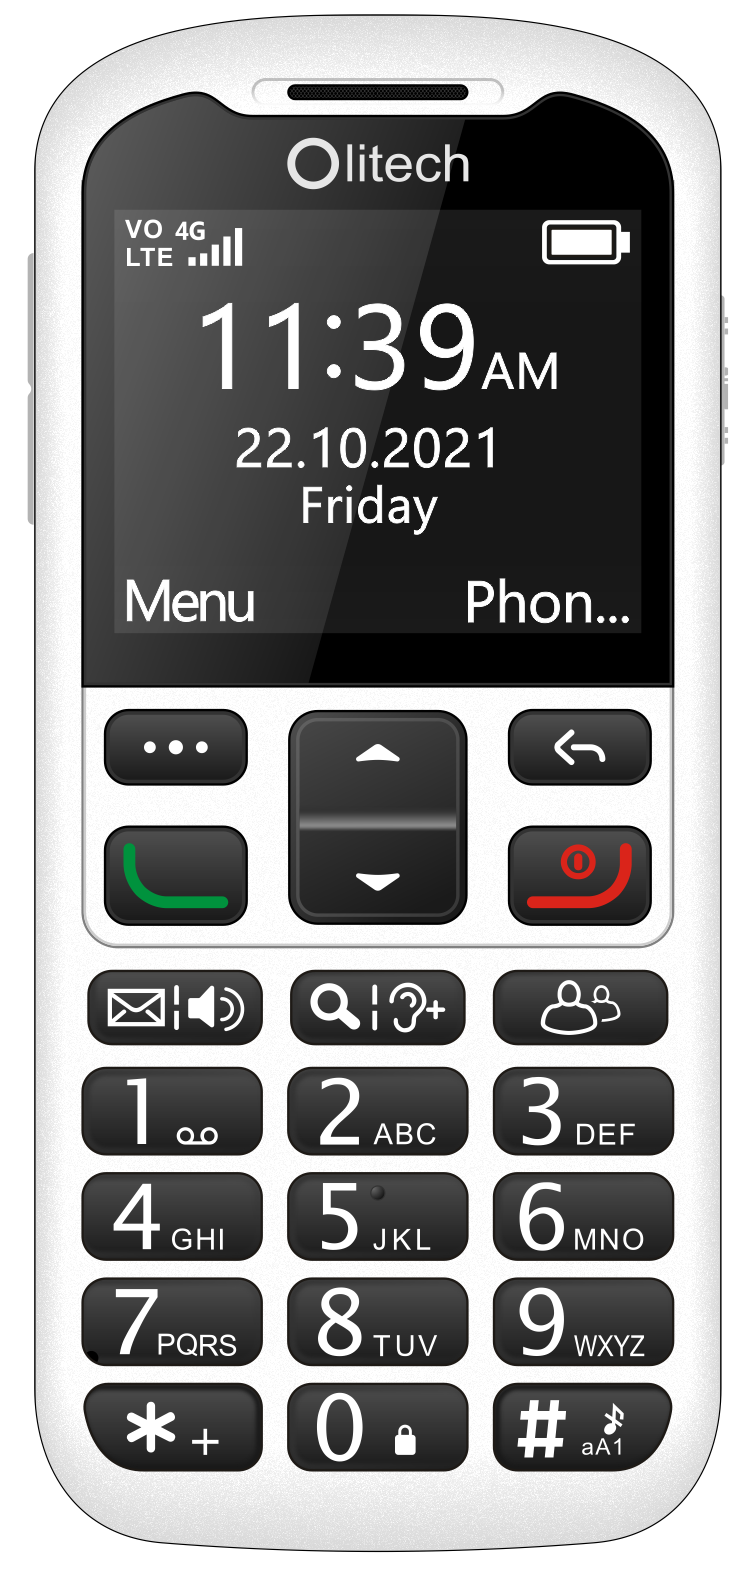 Olitech
VO 4G
LTE
11:39AM
22.10.2021
Friday
Menu Phon...
1 2 ABC 3 DEF
4 GHI 5 JKL 6 MNO
7 PQRS 8 TUV 9 WXYZ
* + 0 # aA1